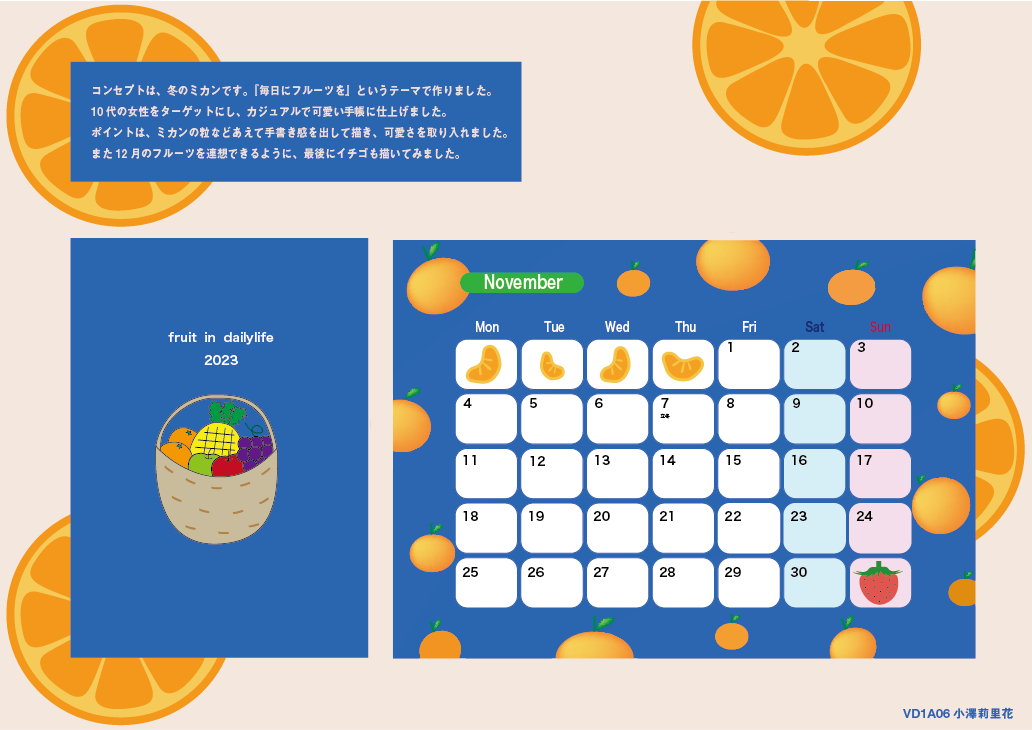 コンセプトは、冬のミカンです。『毎日にフルーツを』というテーマで作りました。
10代の女性をターゲットにし、カジュアルで可愛い手帳に仕上げました。
ポイントは、ミカンの粒などあえて手書き感を出して描き、可愛さを取り入れました。
また12月のフルーツを連想できるように、最後にイチゴも描いてみました。
fruit in dailylife
2023
November
Mon Tue Wed Thu Fri Sat Sun
1 2 3
4 5 6 7 8 9 10
立冬
11 12 13 14 15 16 17
18 19 20 21 22 23 24
25 26 27 28 29 30
VD1A06 小澤莉里花